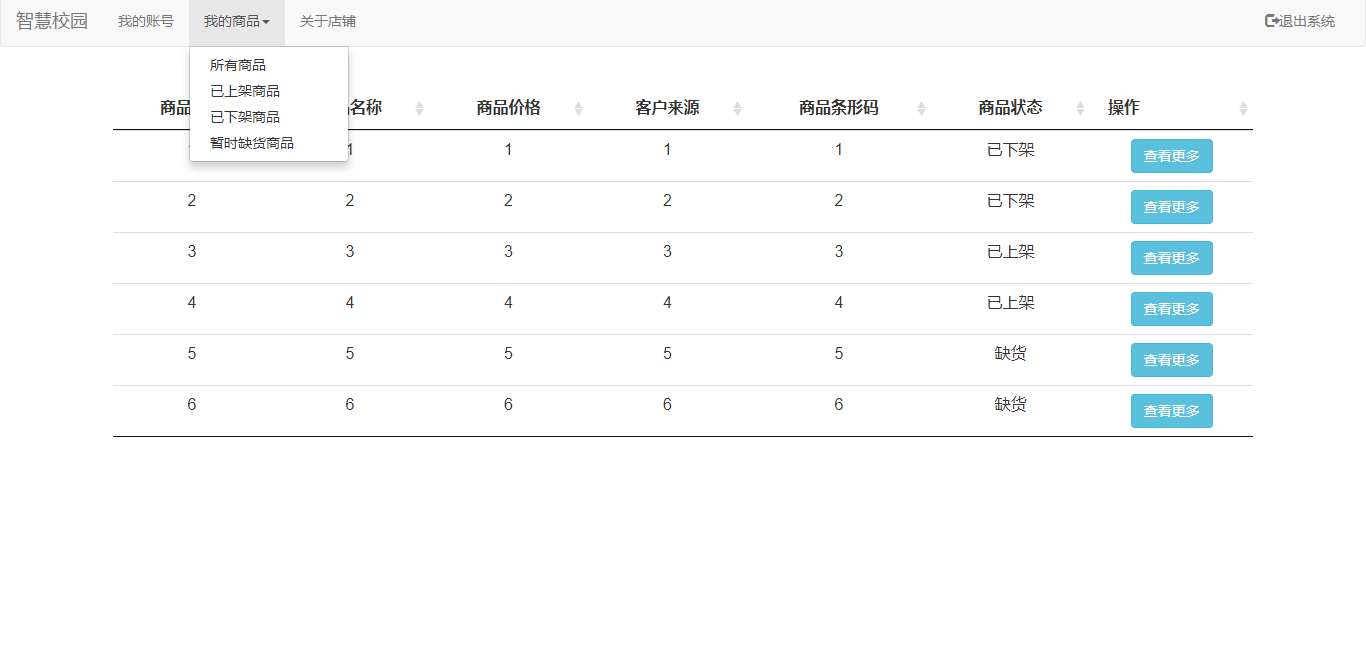 智慧校园 我的账号 我的商品 关于店铺 退出系统
所有商品
已上架商品
已下架商品
暂时缺货商品
商品 名称 商品价格 客户来源 商品条形码 商品状态 操作
1 1 1 1 已下架 查看更多
2 2 2 2 2 已下架 查看更多
3 3 3 3 3 已上架 查看更多
4 4 4 4 4 已上架 查看更多
5 5 5 5 5 缺货 查看更多
6 6 6 6 6 缺货 查看更多